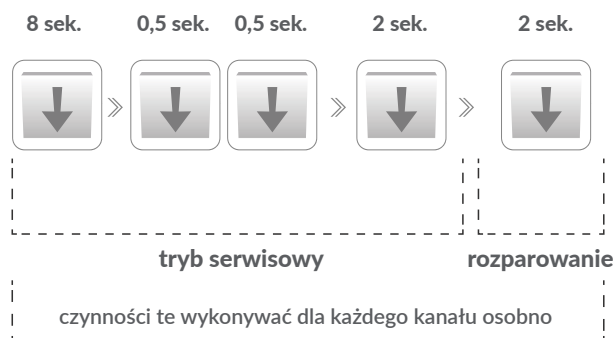 8 sek. 0,5 sek. 0,5 sek. 2 sek. 2 sek.
tryb serwisowy rozparowanie
czynności te wykonywać dla każdego kanału osobno